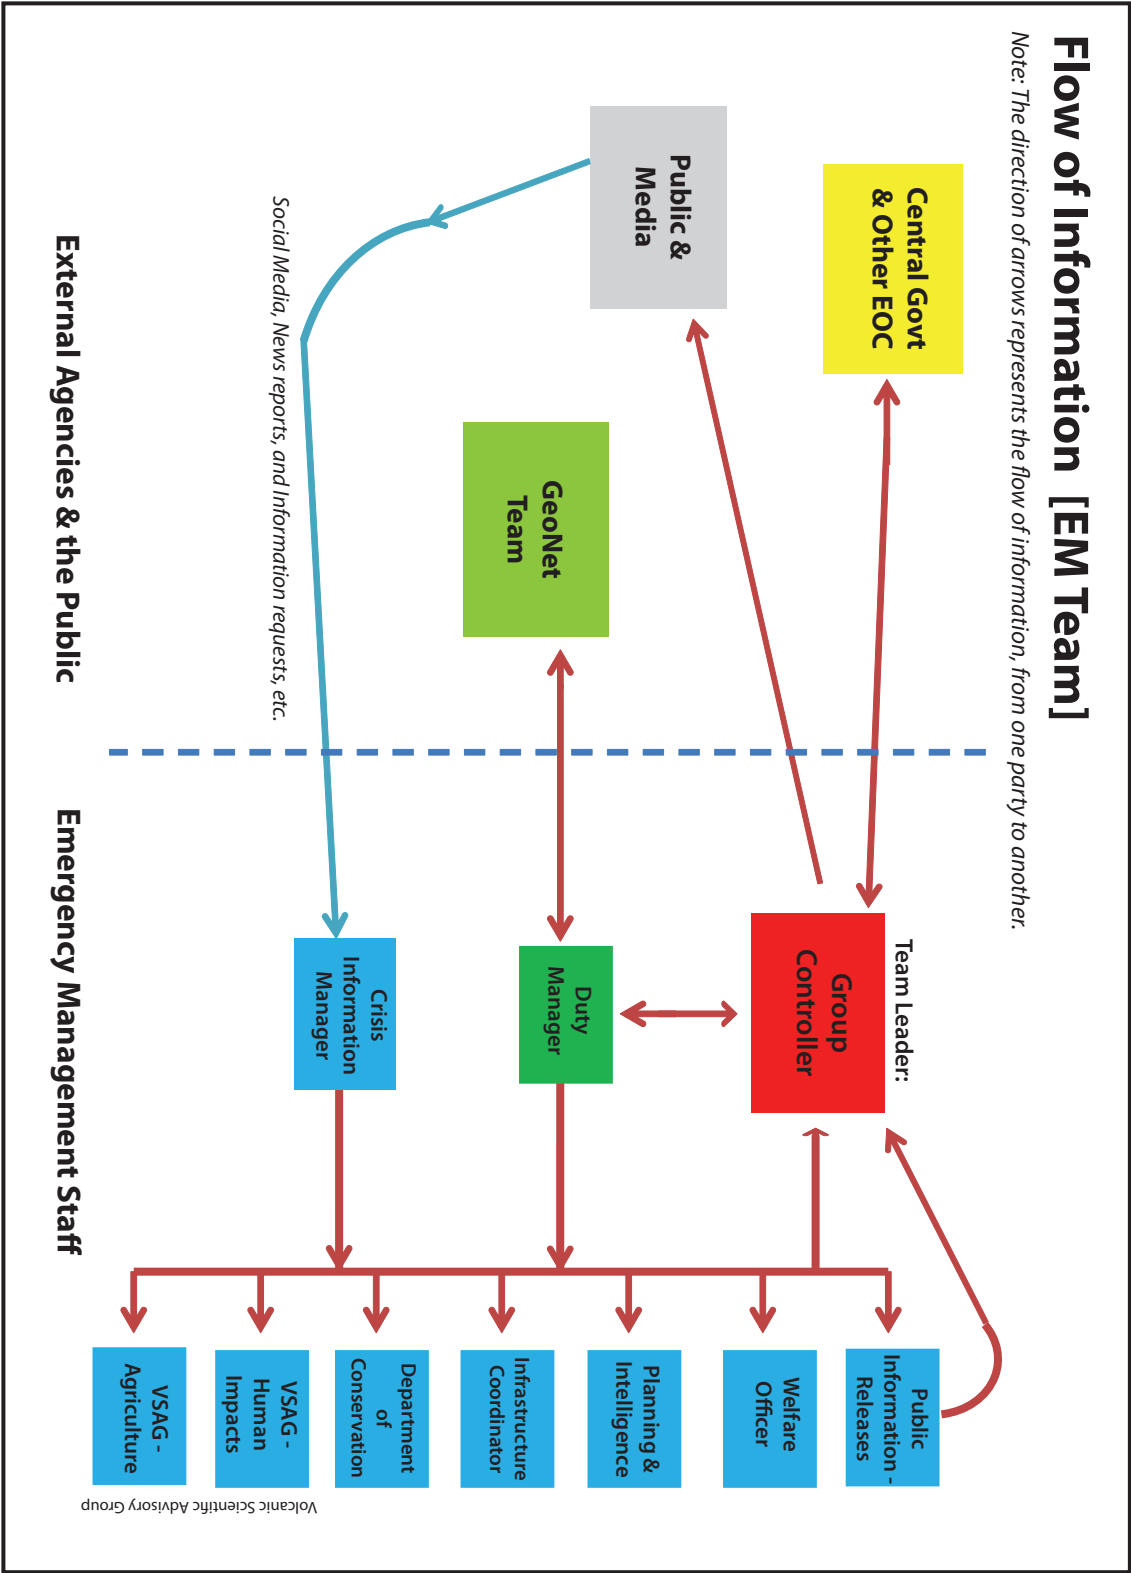 Flow of Information [EM Team]
Note: The direction of arrows represents the flow of information, from one party to another.
Central Govt
& Other EOC
Public &
Media
GeoNet
Team
Social Media, News reports, and Information requests, etc.
External Agencies & the Public
Team Leader:
Group
Controller
Duty
Manager
Crisis
Information
Manager
Emergency Management Staff
Public
Information -
Releases
Welfare
Officer
Planning &
Intelligence
Infrastructure
Coordinator
Department
of
Conservation
VSAG -
Human
Impacts
VSAG -
Agriculture
Volcanic Scientific Advisory Group